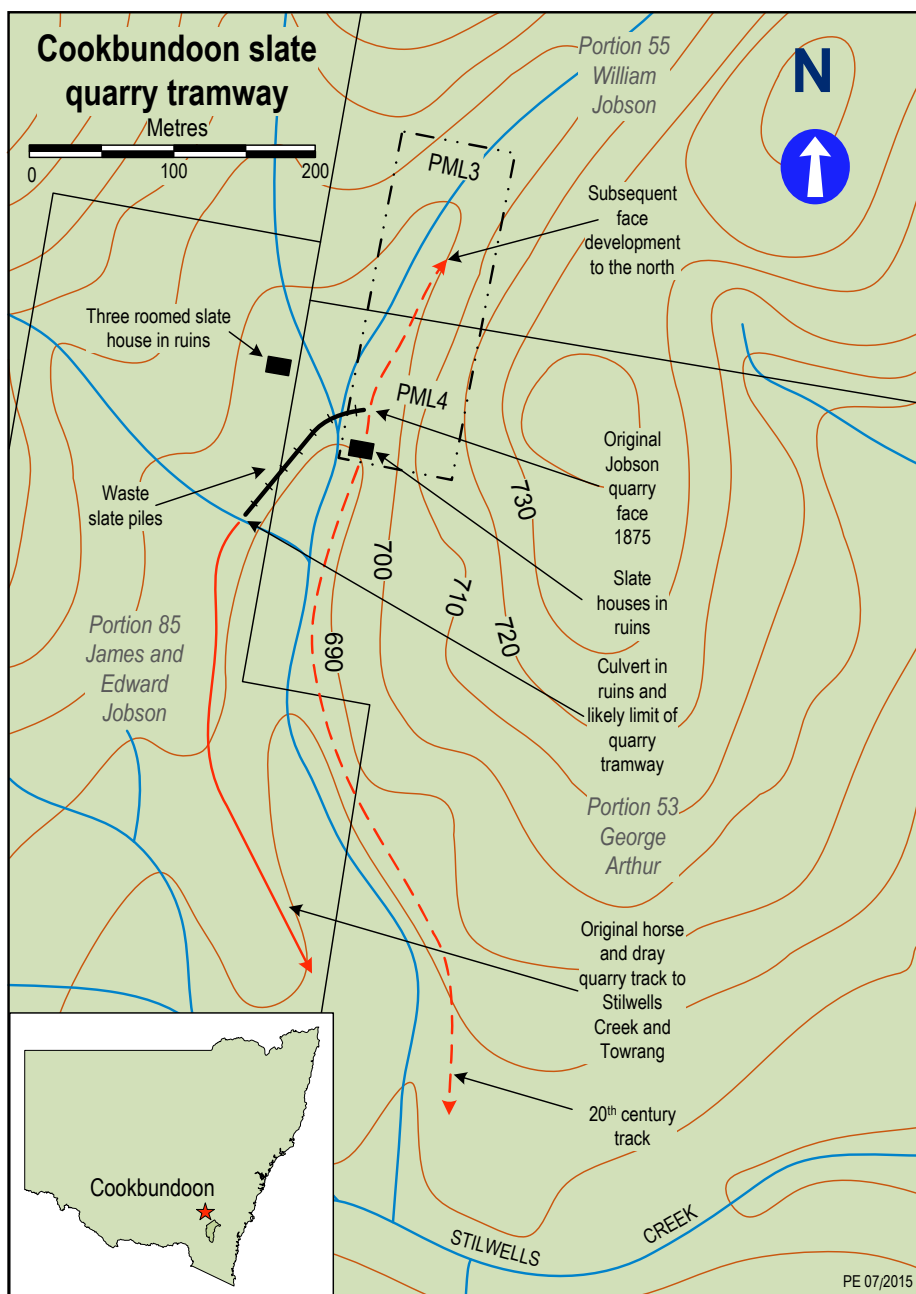 Cookbundoon slate
quarry tramway
Metres
0
100
200
Portion 55
William
Jobson
N
PML3
Subsequent
face
development
to the north
Three roomed slate
house in ruins
PML4
Original
Jobson
quarry
face
1875
Waste
slate piles
730
700
710
720
690
Slate
houses in
ruins
Portion 85
James and
Edward
Jobson
Culvert in
ruins and
likely limit of
quarry
tramway
Portion 53
George
Arthur
Original horse
and dray
quarry track to
Stilwells
Creek and
Towrang
20th century
track
Cookbundoon
STILWELLS
CREEK
PE 07/2015